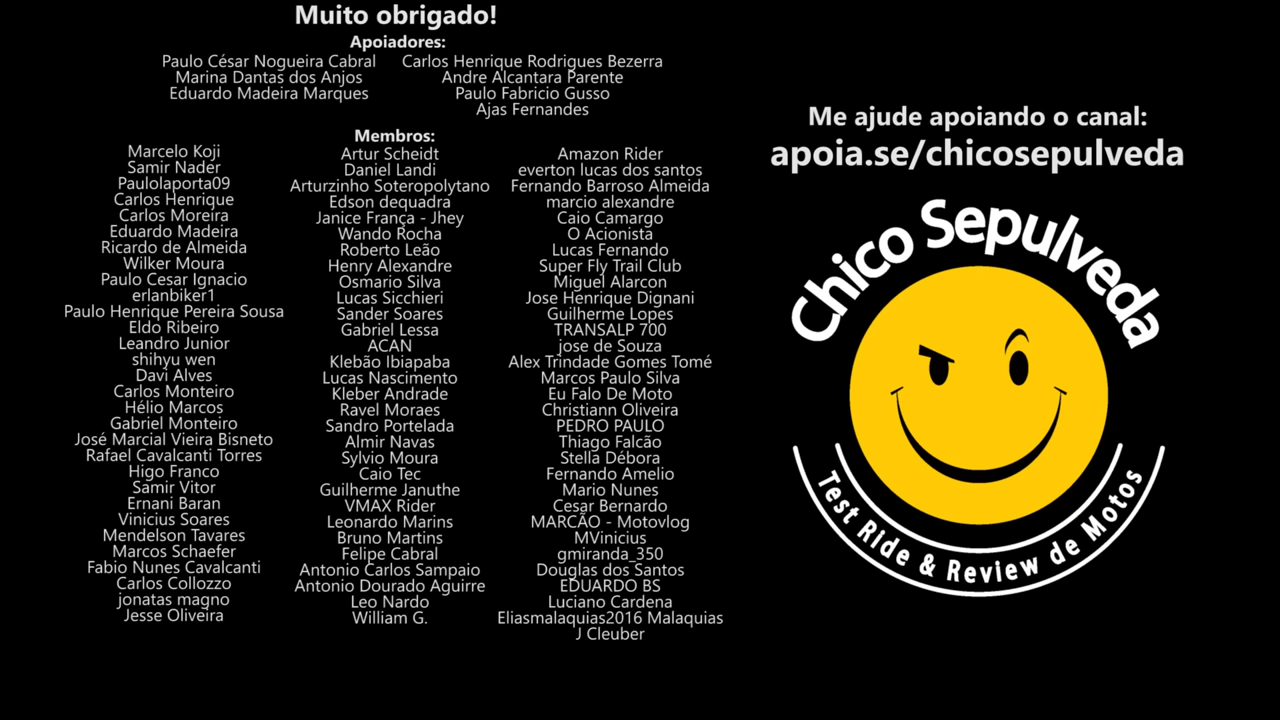 Muito obrigado!
Apoiadores:
Paulo César Nogueira Cabral
Marina Dantas dos Anjos
Eduardo Madeira Marques
Carlos Henrique Rodrigues Bezerra
Andre Alcantara Parente
Paulo Fabricio Gusso
Ajas Fernandes
Membros:
Marcelo Koji
Samir Nader
Paulolaporta09
Carlos Henrique
Carlos Moreira
Eduardo Madeira
Ricardo de Almeida
Wilker Moura
Paulo Cesar Ignacio
erlanbiker1
Paulo Henrique Pereira Sousa
Eldo Ribeiro
Leandro Junior
shihyu wen
Davi Alves
Carlos Monteiro
Hélio Marcos
Gabriel Monteiro
José Marcial Vieira Bisneto
Rafael Cavalcanti Torres
Higo Franco
Samir Vitor
Ernani Baran
Vinicius Soares
Mendelson Tavares
Marcos Schaefer
Fabio Nunes Cavalcanti
Carlos Collozzo
jonatas magno
Jesse Oliveira
Artur Scheidt
Daniel Landi
Arturzinho Soteropolytano
Edson dequadra
Janice França - Jhey
Wando Rocha
Roberto Leão
Henry Alexandre
Osmario Silva
Lucas Sicchieri
Sander Soares
Gabriel Lessa
ACAN
Klebão Ibiapaba
Lucas Nascimento
Kleber Andrade
Ravel Moraes
Sandro Portelada
Almir Navas
Sylvio Moura
Caio Tec
Guilherme Januthe
VMAX Rider
Leonardo Marins
Bruno Martins
Felipe Cabral
Antonio Carlos Sampaio
Antonio Dourado Aguirre
Leo Nardo
William G.
Amazon Rider
everton lucas dos santos
Fernando Barroso Almeida
marcio alexandre
Caio Camargo
O Acionista
Lucas Fernando
Super Fly Trail Club
Miguel Alarcon
Jose Henrique Dignani
Guilherme Lopes
TRANSALP 700
jose de Souza
Alex Trindade Gomes Tomé
Marcos Paulo Silva
Eu Falo De Moto
Christiann Oliveira
PEDRO PAULO
Thiago Falcão
Stella Débora
Fernando Amelio
Mario Nunes
Cesar Bernardo
MARCÃO - Motovlog
MVinicius
gmiranda_350
Douglas dos Santos
EDUARDO BS
Luciano Cardena
Eliasmalaquias2016 Malaquias
J Cleuber
Me ajude apoiando o canal:
apoia.se/chicosepulveda
Chico Sepulveda
Test Ride & Review de Motos